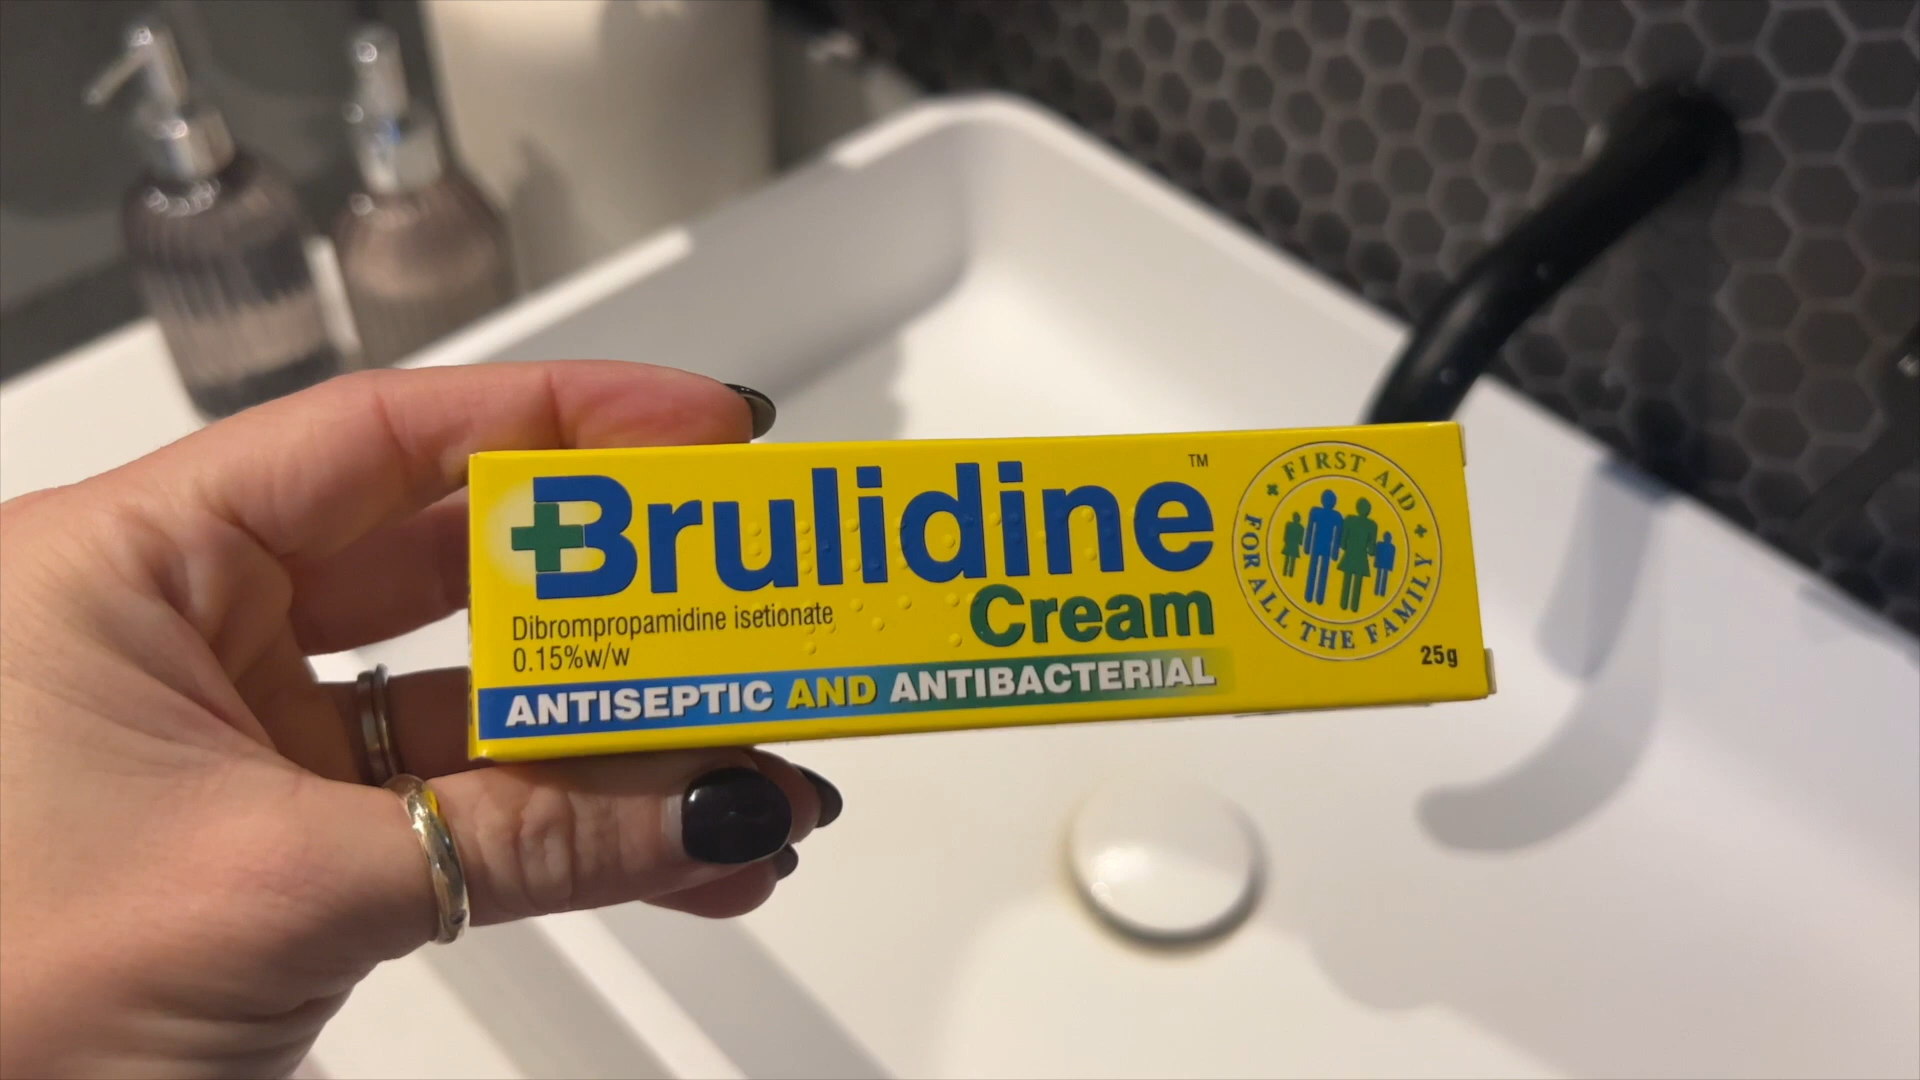 Brulidine™
Cream
Dibrompropamidine isetionate
0.15%w/w
ANTISEPTIC AND ANTIBACTERIAL
FIRST AID
FOR ALL THE FAMILY
25g